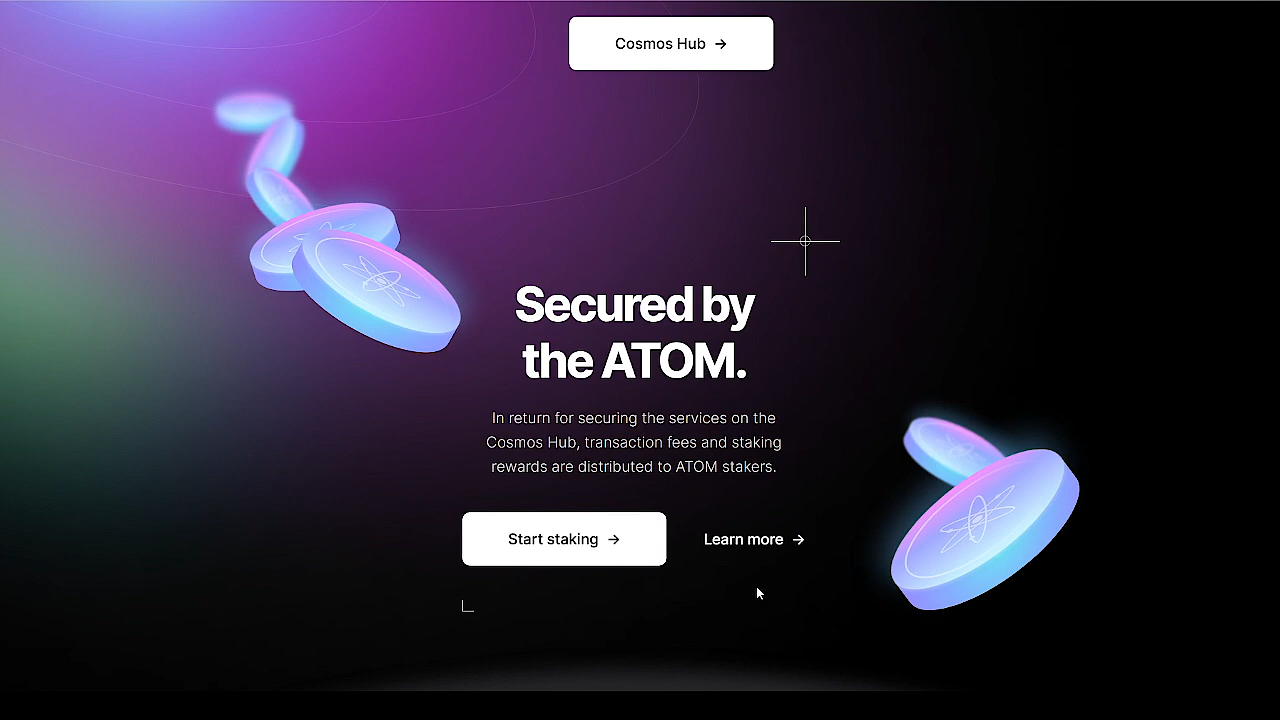 Cosmos Hub →
Secured by
the ATOM.
In return for securing the services on the
Cosmos Hub, transaction fees and staking
rewards are distributed to ATOM stakers.
Start staking →
Learn more →